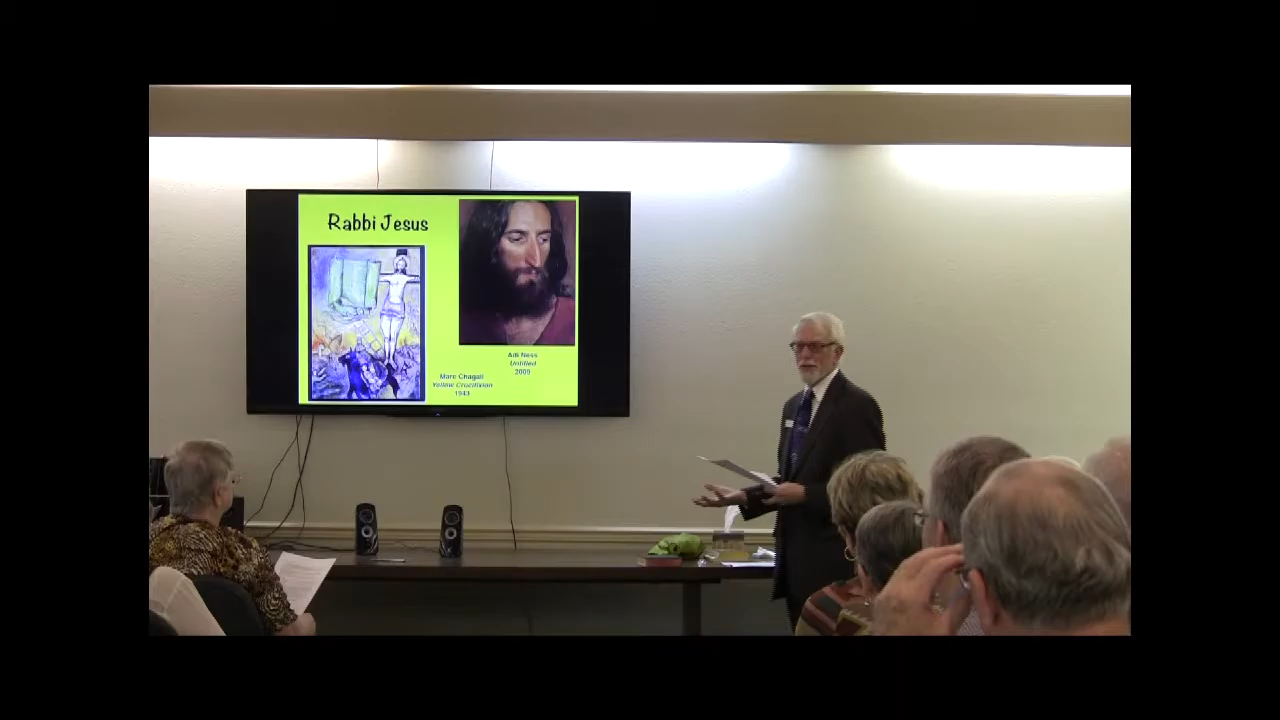 Rabbi Jesus
Adi Ness
Untitled
2009
Marc Chagall
Yellow Crucifixion
1943